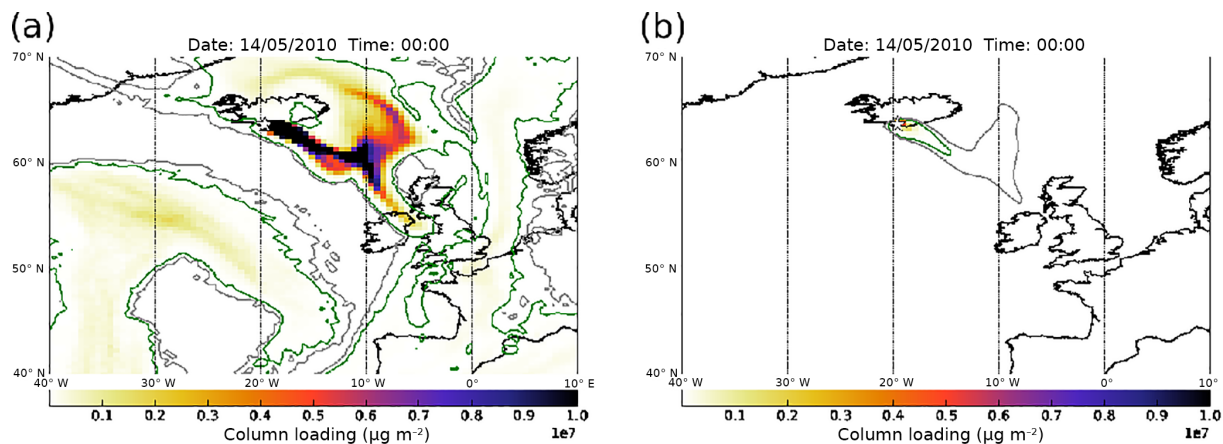 (a) (b)
Date: 14/05/2010 Time: 00:00 Date: 14/05/2010 Time: 00:00
70° N 70° N
60° N 60° N
50° N 50° N
40° N 40° N
40° W 30° W 20° W 10° W 0° 10° E 40° W 30° W 20° W 10° W 0° 10°
0.1 0.2 0.3 0.4 0.5 0.6 0.7 0.8 0.9 1.0 0.1 0.2 0.3 0.4 0.5 0.6 0.7 0.8 0.9 1.0
Column loading (µg m⁻²) 1e7 Column loading (µg m⁻²) 1e7